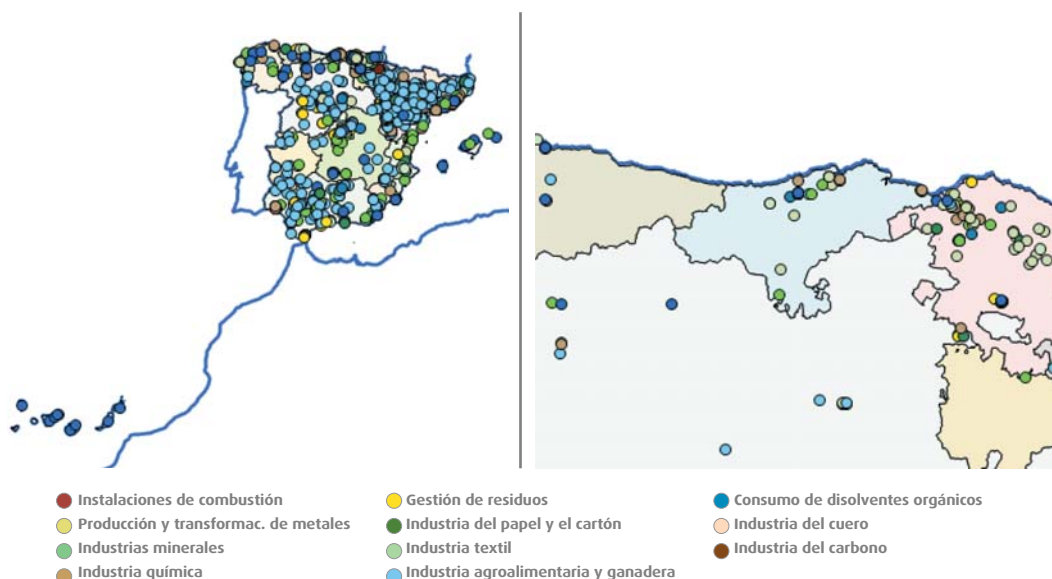 Instalaciones de combustión
Producción y transformac. de metales
Industrias minerales
Industria química
Gestión de residuos
Industria del papel y el cartón
Industria textil
Industria agroalimentaria y ganadera
Consumo de disolventes orgánicos
Industria del cuero
Industria del carbono